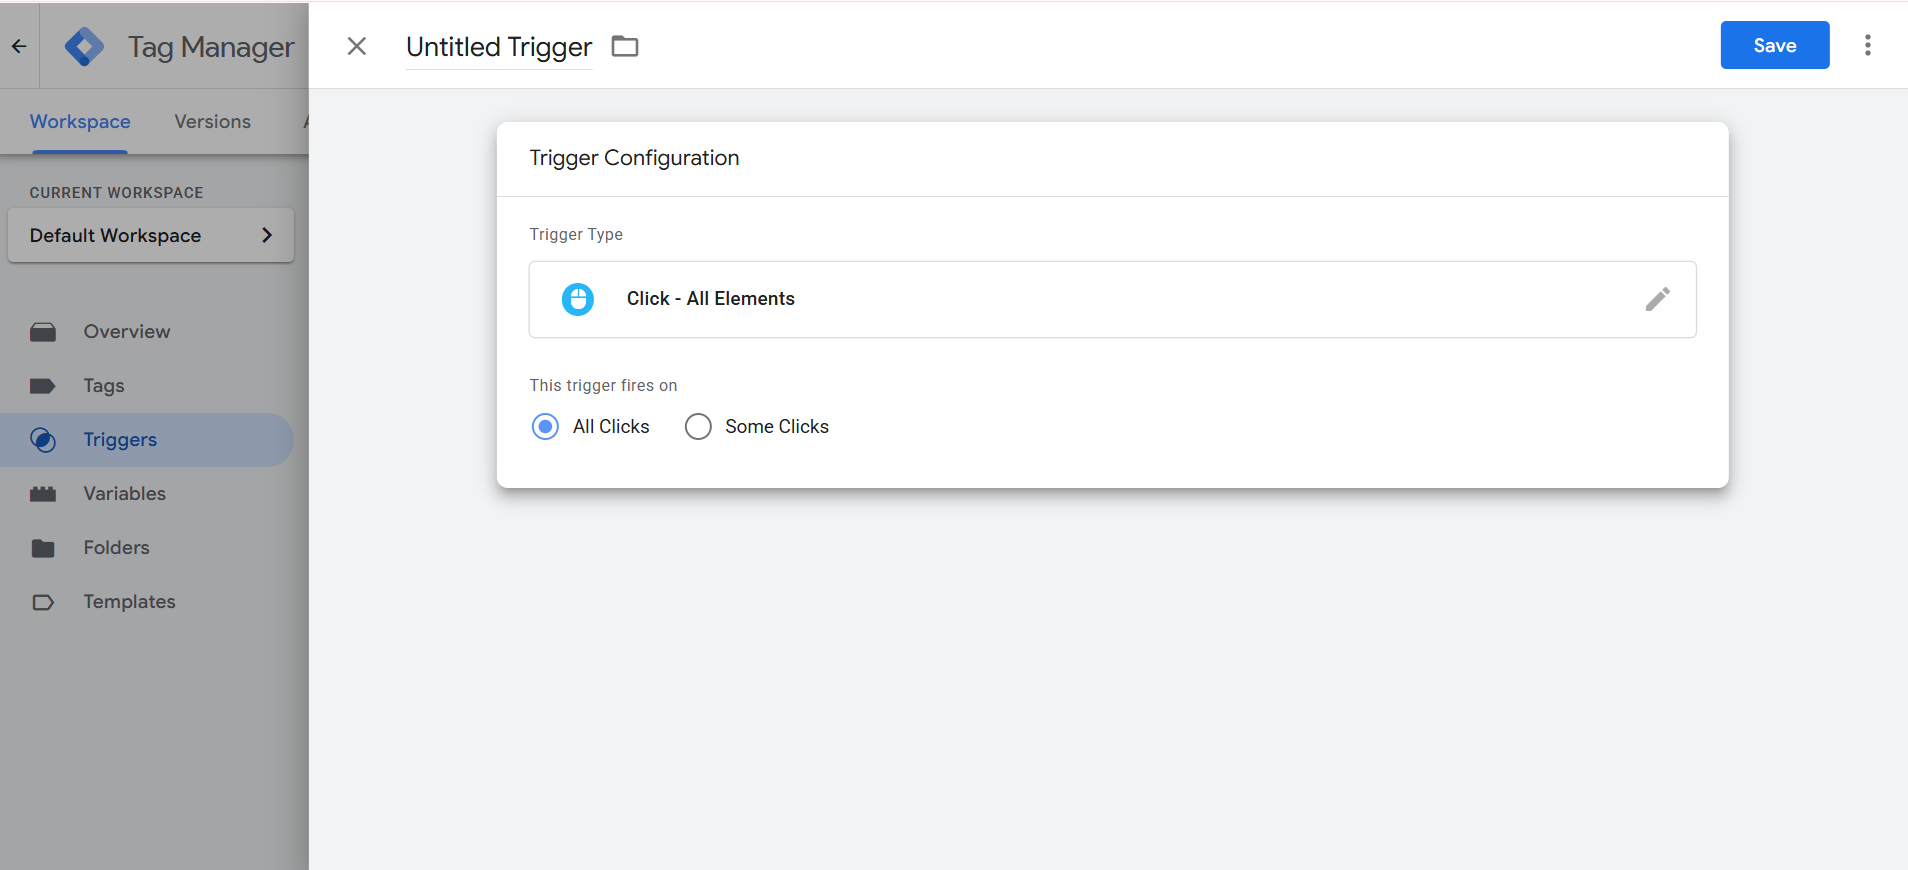 Tag Manager
Untitled Trigger
Save
Workspace
Versions
CURRENT WORKSPACE
Default Workspace
Overview
Tags
Triggers
Variables
Folders
Templates
Trigger Configuration
Trigger Type
Click - All Elements
This trigger fires on
All Clicks
Some Clicks